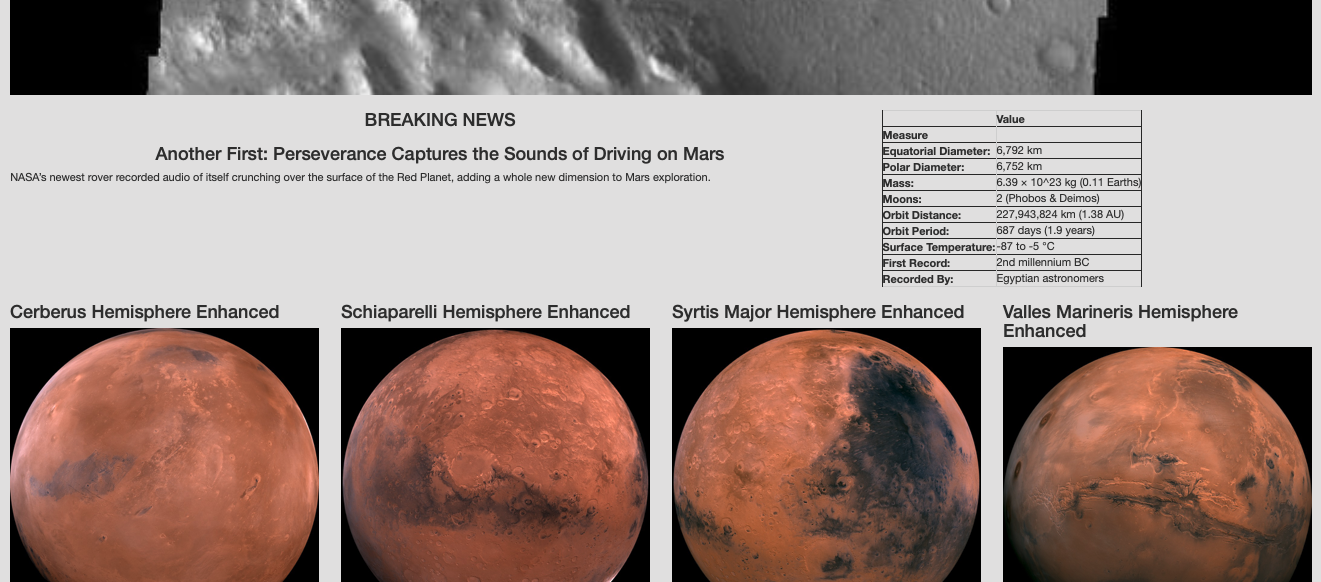 BREAKING NEWS
Another First: Perseverance Captures the Sounds of Driving on Mars
NASA's newest rover recorded audio of itself crunching over the surface of the Red Planet, adding a whole new dimension to Mars exploration.
Value
Measure
Equatorial Diameter: 6,792 km
Polar Diameter: 6,752 km
Mass: 6.39 × 10^23 kg (0.11 Earths)
Moons: 2 (Phobos & Deimos)
Orbit Distance: 227,943,824 km (1.38 AU)
Orbit Period: 687 days (1.9 years)
Surface Temperature: -87 to -5 °C
First Record: 2nd millennium BC
Recorded By: Egyptian astronomers
Cerberus Hemisphere Enhanced
Schiaparelli Hemisphere Enhanced
Syrtis Major Hemisphere Enhanced
Valles Marineris Hemisphere
Enhanced